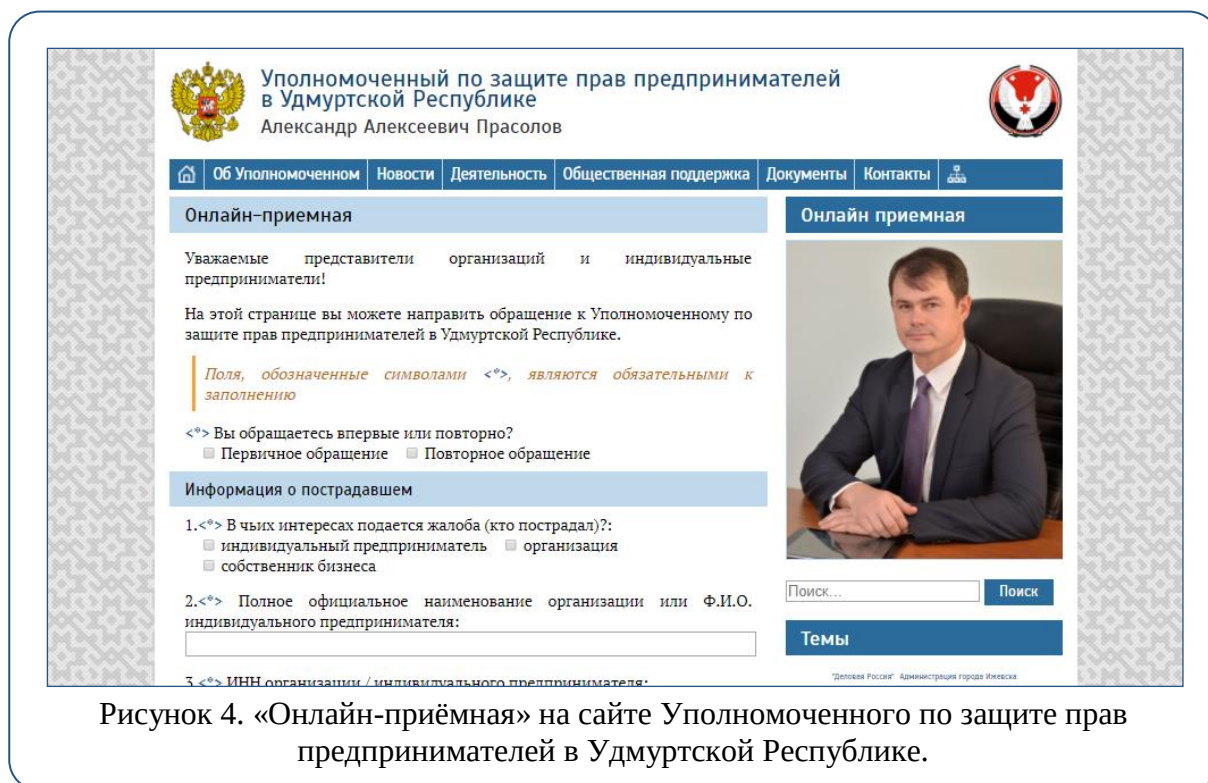 Уполномоченный по защите прав предпринимателей
в Удмуртской Республике
Александр Алексеевич Прасолов
Об Уполномоченном Новости Деятельность Общественная поддержка Документы Контакты
Онлайн-приемная
Уважаемые представители организаций и индивидуальные
предприниматели!
На этой странице вы можете направить обращение к Уполномоченному по
защите прав предпринимателей в Удмуртской Республике.
Поля, обозначенные символами <*>, являются обязательными к
заполнению
<*> Вы обращаетесь впервые или повторно?
Первичное обращение Повторное обращение
Информация о пострадавшем
1.<*> В чьих интересах подается жалоба (кто пострадал)?:
индивидуальный предприниматель организация
собственник бизнеса
2.<*> Полное официальное наименование организации или Ф.И.О.
индивидуального предпринимателя:
3.<*> ИНН организации / индивидуального предпринимателя:
Онлайн приемная
Поиск... Поиск
Темы
"Деловая Россия" Администрация города Ижевска
Рисунок 4. «Онлайн-приёмная» на сайте Уполномоченного по защите прав
предпринимателей в Удмуртской Республике.